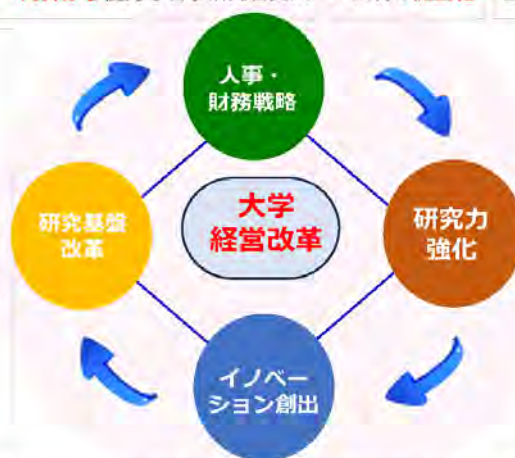 人事・
財務戦略
研究基盤
改革
大学
経営改革
研究力
強化
イノベー
ション創出